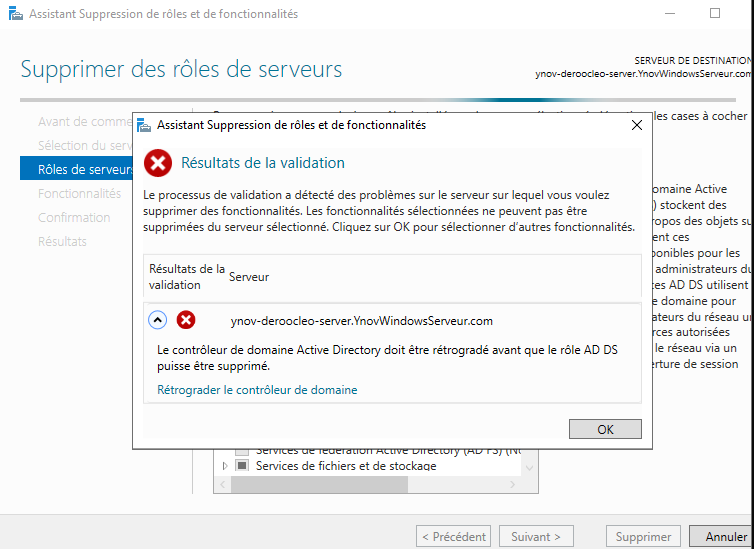 Assistant Suppression de rôles et de fonctionnalités
Supprimer des rôles de serveurs
SERVEUR DE DESTINATION
ynov-deroocleo-server.YnovWindowsServeur.com
Avant de comme
Sélection du serv
Rôles de serveurs
Fonctionnalités
Confirmation
Résultats
les cases à cocher
Assistant Suppression de rôles et de fonctionnalités
Résultats de la validation
Le processus de validation a détecté des problèmes sur le serveur sur lequel vous voulez
supprimer des fonctionnalités. Les fonctionnalités sélectionnées ne peuvent pas être
supprimées du serveur sélectionné. Cliquez sur OK pour sélectionner d'autres fonctionnalités.
Résultats de la
validation
Serveur
ynov-deroocleo-server.YnovWindowsServeur.com
Le contrôleur de domaine Active Directory doit être rétrogradé avant que le rôle AD DS
puisse être supprimé.
Rétrograder le contrôleur de domaine
OK
omaine Active
) stockent des
ropos des objets su
ent ces
ponibles pour les
administrateurs du
tes AD DS utilisent
e domaine pour
ateurs du réseau un
rces autorisées
le réseau via un
erture de session
Services de fédération Active Directory (AD FS) (No
Services de fichiers et de stockage
< Précédent
Suivant >
Supprimer
Annuler